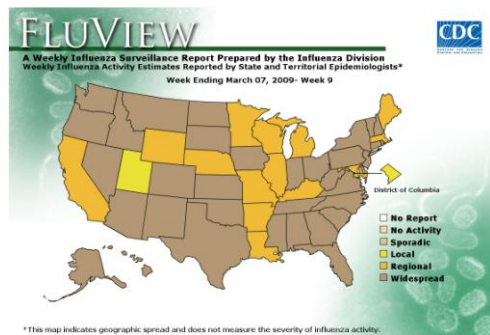 FLUVIEW
CDC
A Weekly Influenza Surveillance Report Prepared by the Influenza Division
Weekly Influenza Activity Estimates Reported by State and Territorial Epidemiologists*
Week Ending March 07, 2009- Week 9
District of Columbia
No Report
No Activity
Sporadic
Local
Regional
Widespread
*This map indicates geographic spread and does not measure the severity of influenza activity.